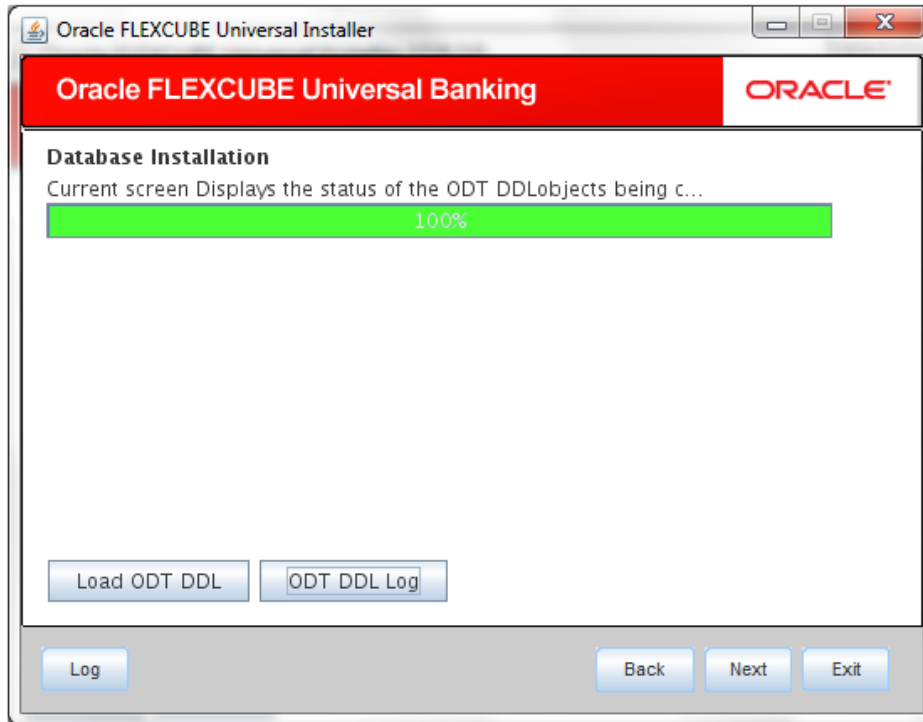 Oracle FLEXCUBE Universal Installer
Oracle FLEXCUBE Universal Banking
ORACLE
Database Installation
Current screen Displays the status of the ODT DDLobjects being c...
100%
Load ODT DDL
ODT DDL Log
Log
Back
Next
Exit